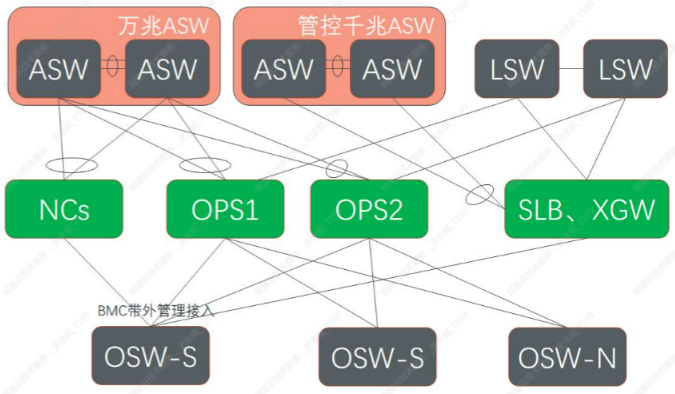 万兆ASW
管控千兆ASW
ASW
ASW
ASW
ASW
LSW
LSW
NCs
OPS1
OPS2
SLB、XGW
BMC带外管理接入
OSW-S
OSW-S
OSW-N